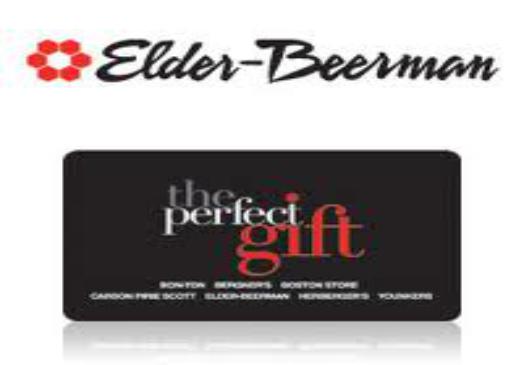 Elder-Beerman
the
perfect
gift
BON-TON BERGNER'S BOSTON STORE
CARSON PIRIE SCOTT ELDER-BEERMAN HERBERGER'S YOUNKERS